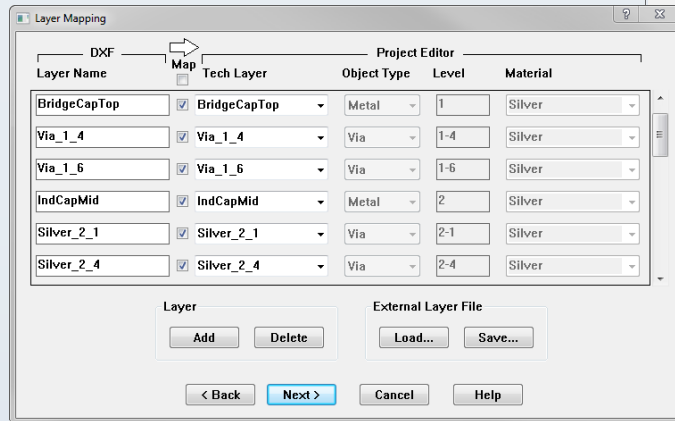 Layer Mapping
DXF Project Editor
Layer Name Map Tech Layer Object Type Level Material
BridgeCapTop BridgeCapTop Metal 1 Silver
Via_1_4 Via_1_4 Via 1-4 Silver
Via_1_6 Via_1_6 Via 1-6 Silver
IndCapMid IndCapMid Metal 2 Silver
Silver_2_1 Silver_2_1 Via 2-1 Silver
Silver_2_4 Silver_2_4 Via 2-4 Silver
Layer External Layer File
Add Delete Load... Save...
< Back Next > Cancel Help